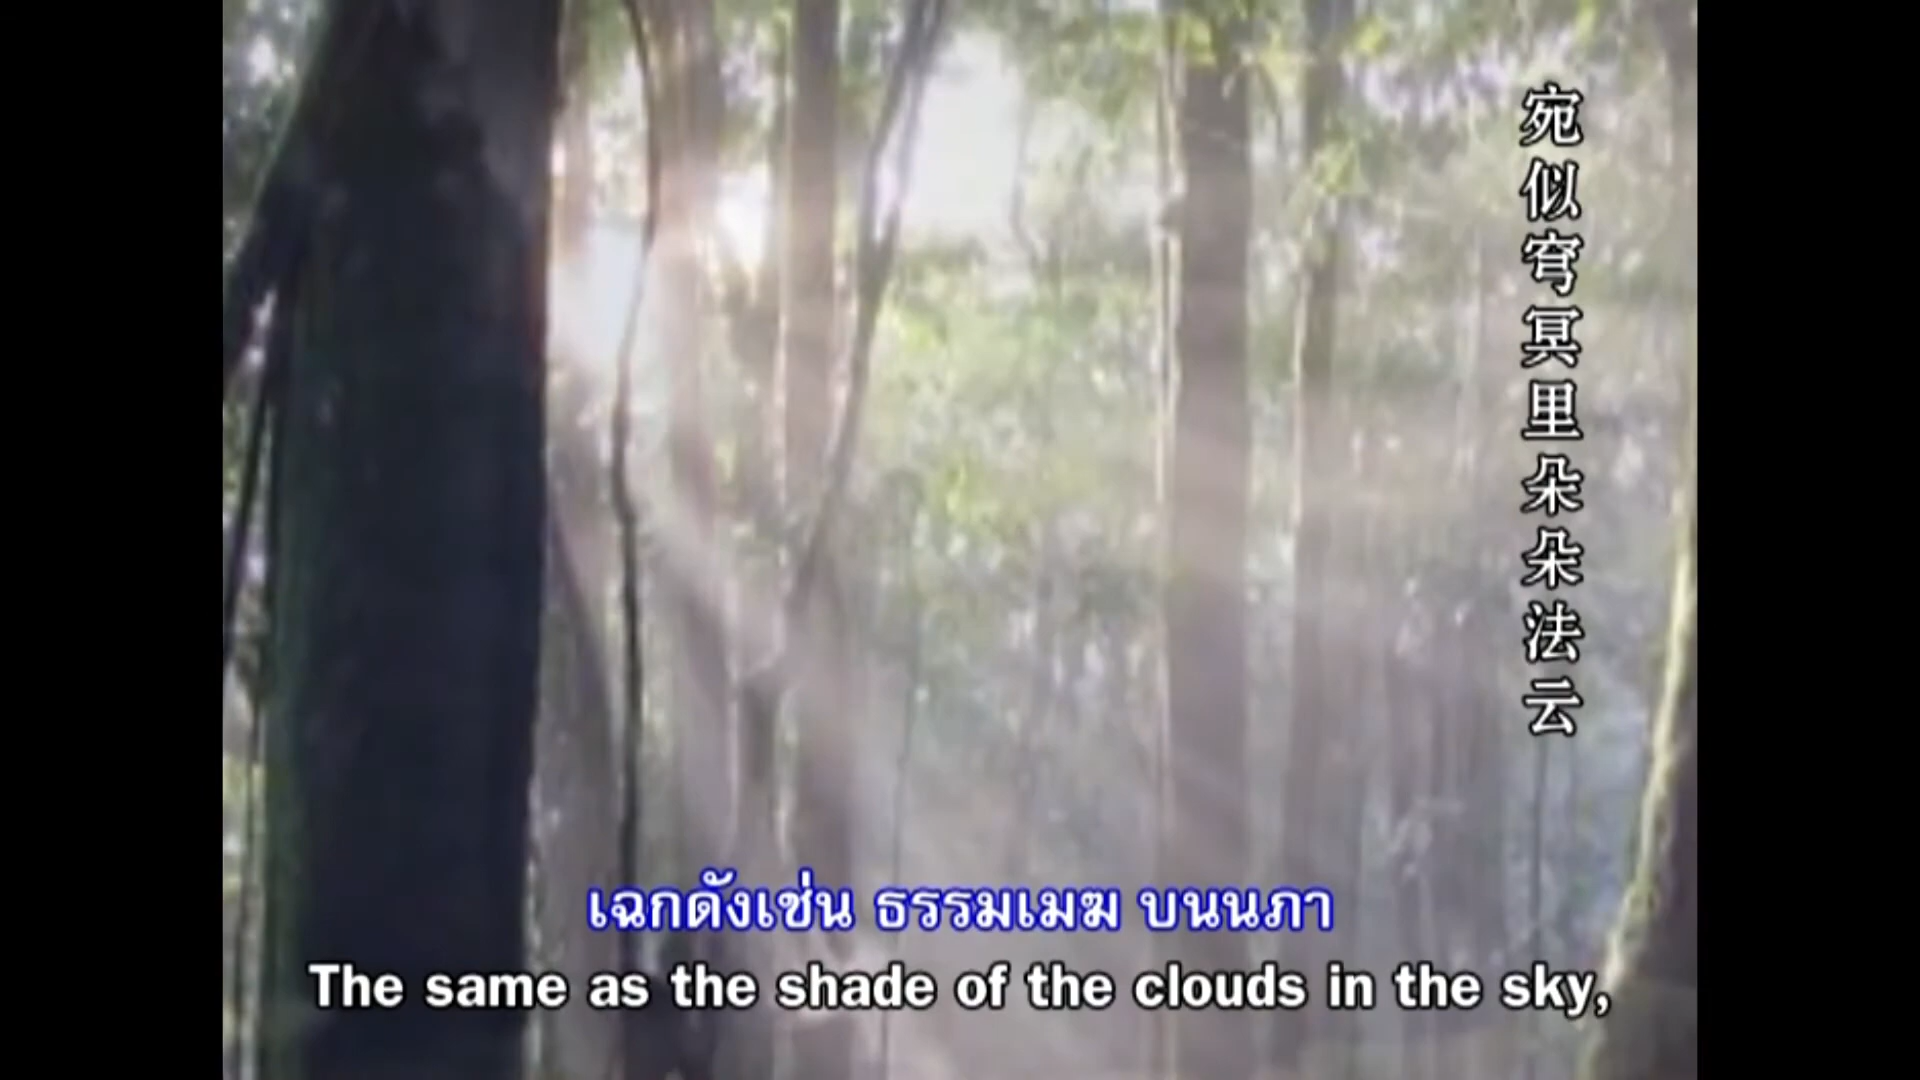 宛似穹冥里朵朵法云
เฉกดังเช่น ธรรมเมฆ บนนภา
The same as the shade of the clouds in the sky,